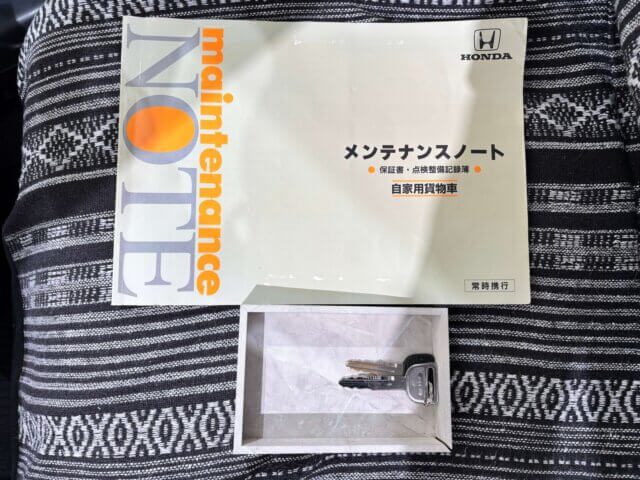 maintenance
NOTE
HONDA
メンテナンスノート
● 保証書・点検整備記録簿 ●
自家用貨物車
常時携行